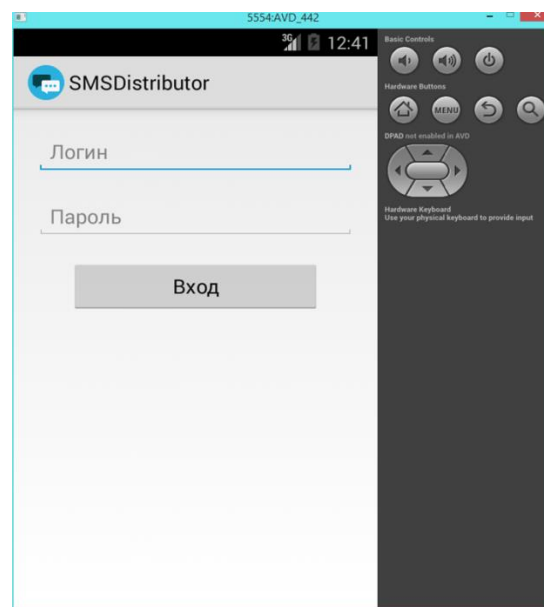 5554:AVD_442
3G 12:41
SMSDistributor
Логин
Пароль
Вход
Basic Controls
Hardware Buttons
MENU
DPAD not enabled in AVD
Hardware Keyboard
Use your physical keyboard to provide input